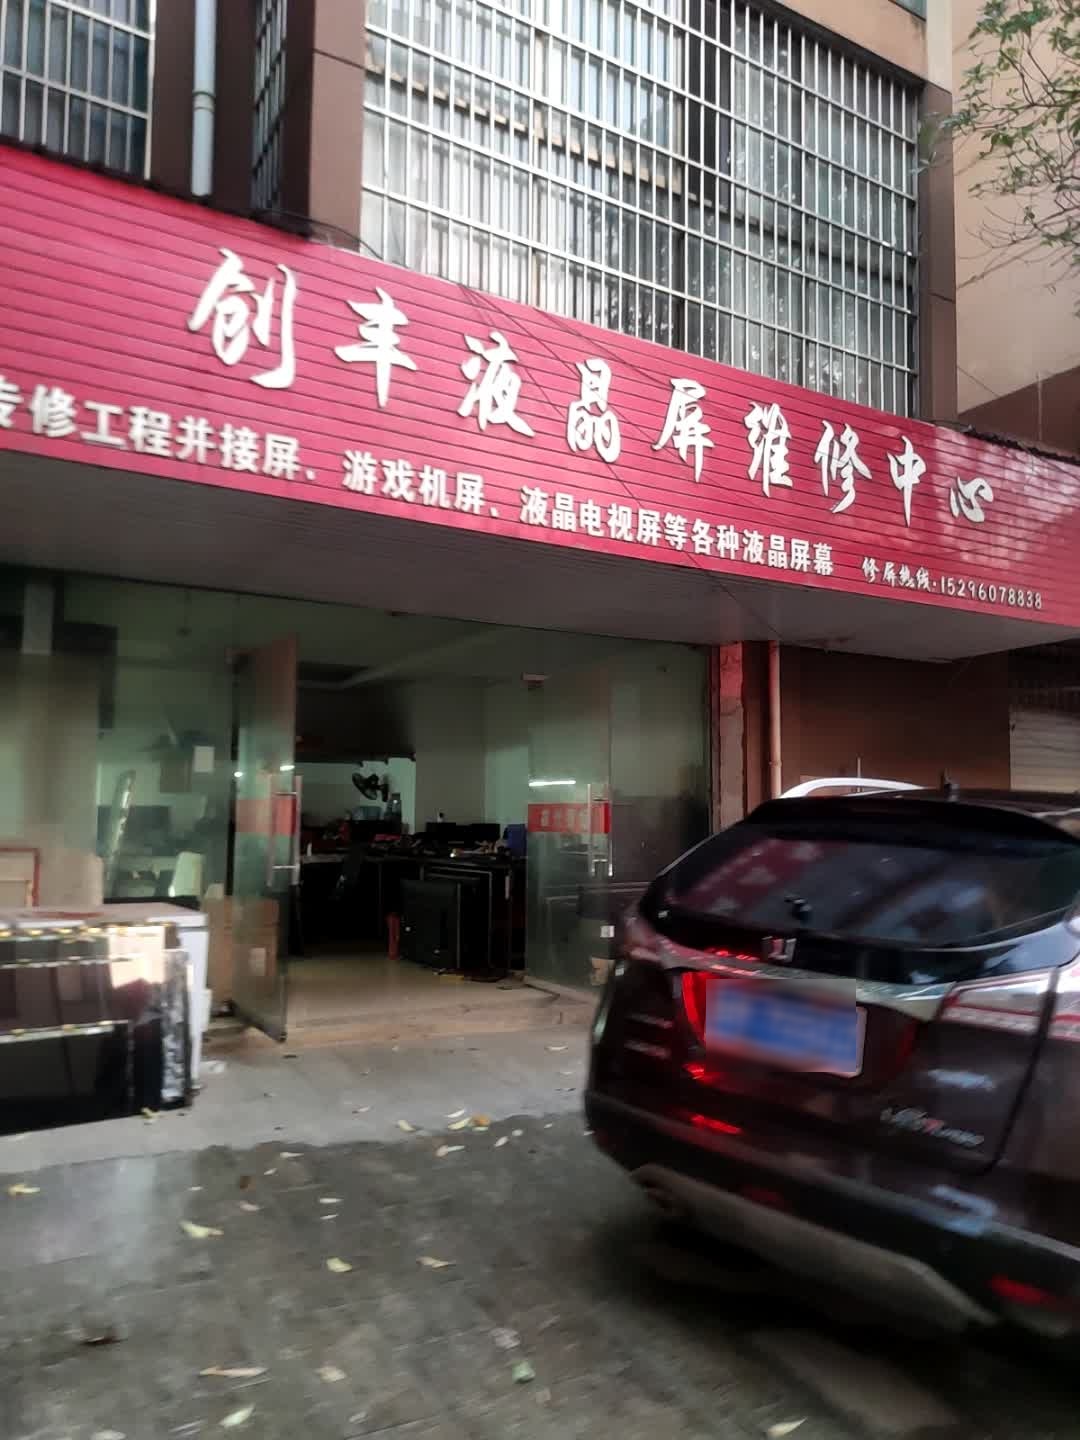 创丰液晶屏维修中心
专修工程并接屏、游戏机屏、液晶电视屏等各种液晶屏幕
修屏热线·15296078838